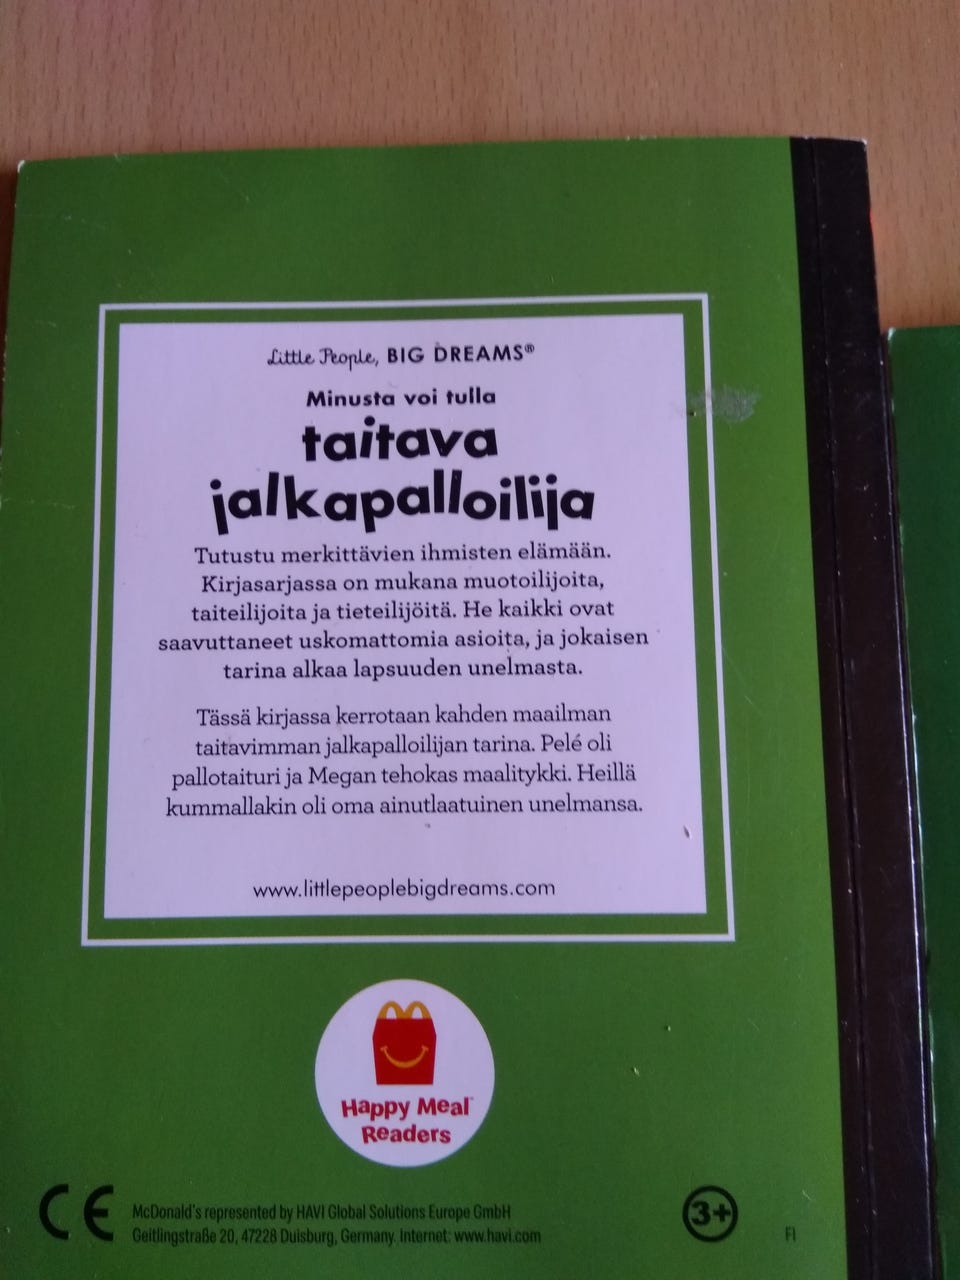 Little People, BIG DREAMS®
Minusta voi tulla
taitava
jalkapalloilija
Tutustu merkittävien ihmisten elämään.
Kirjasarjassa on mukana muotoilijoita,
taiteilijoita ja tieteilijöitä. He kaikki ovat
saavuttaneet uskomattomia asioita, ja jokaisen
tarina alkaa lapsuuden unelmasta.
Tässä kirjassa kerrotaan kahden maailman
taitavimman jalkapalloilijan tarina. Pelé oli
pallotaituri ja Megan tehokas maalitykki. Heillä
kummallakin oli oma ainutlaatuinen unelmansa.
www.littlepeoplebigdreams.com
Happy Meal™
Readers
CE
McDonald's represented by HAVI Global Solutions Europe GmbH
Geitlingstraße 20, 47228 Duisburg, Germany. Internet: www.havi.com
3+
FI